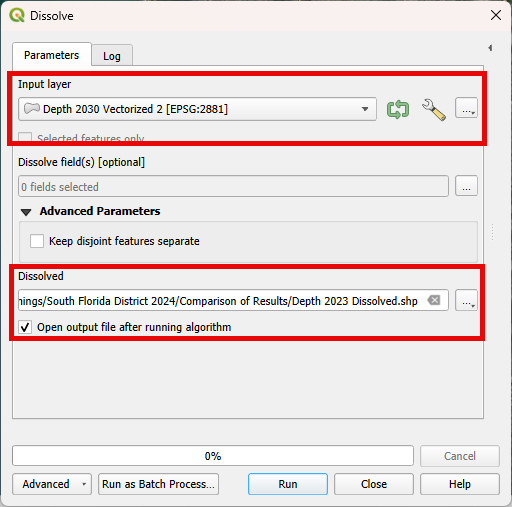 Dissolve
Parameters
Log
Input layer
Depth 2030 Vectorized 2 [EPSG:2881]
...
Selected features only
Dissolve field(s) [optional]
0 fields selected
...
Advanced Parameters
Keep disjoint features separate
Dissolved
nings/South Florida District 2024/Comparison of Results/Depth 2023 Dissolved.shp
...
Open output file after running algorithm
0%
Cancel
Advanced
Run as Batch Process...
Run
Close
Help